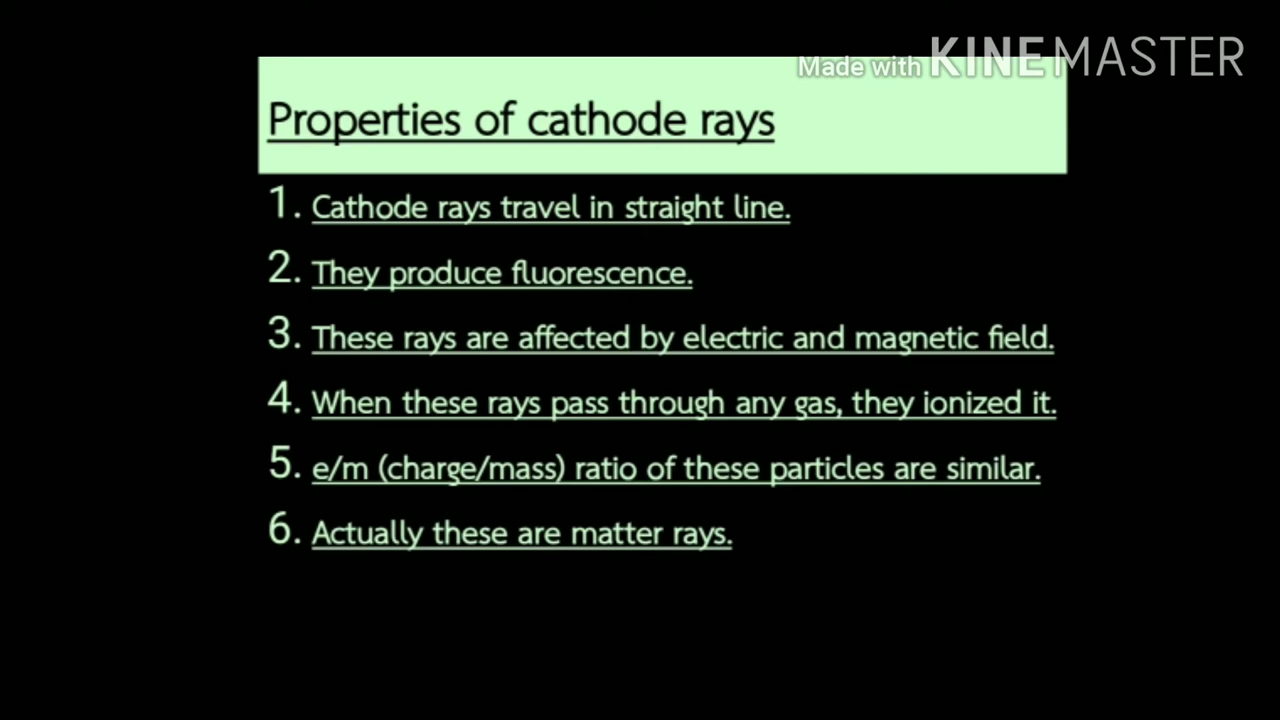 Made with KINEMASTER
Properties of cathode rays
1. Cathode rays travel in straight line.
2. They produce fluorescence.
3. These rays are affected by electric and magnetic field.
4. When these rays pass through any gas, they ionized it.
5. e/m (charge/mass) ratio of these particles are similar.
6. Actually these are matter rays.